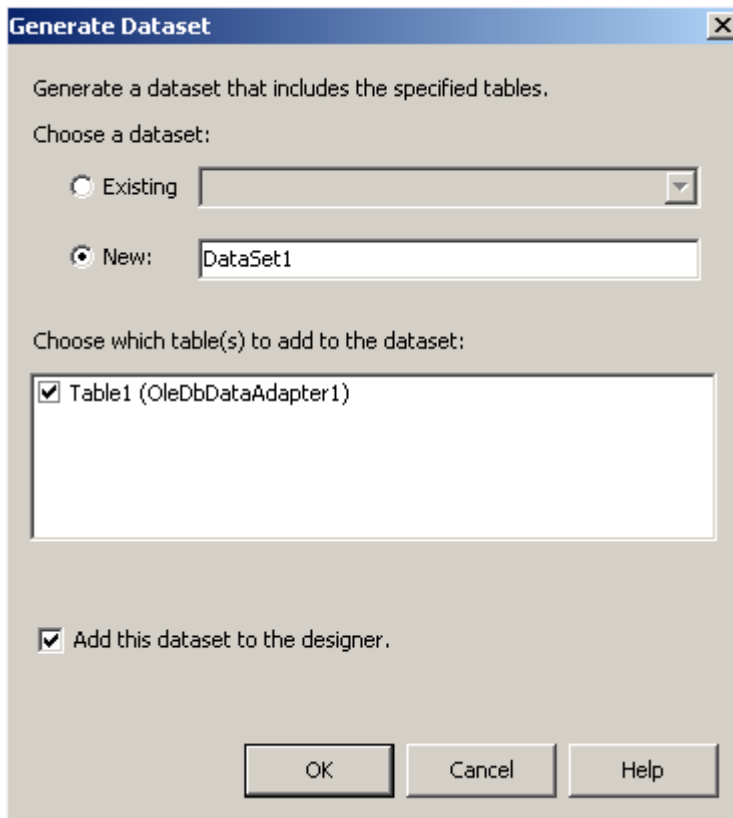 Generate Dataset
Generate a dataset that includes the specified tables.
Choose a dataset:
Existing
New:
DataSet1
Choose which table(s) to add to the dataset:
Table1 (OleDbDataAdapter1)
Add this dataset to the designer.
OK Cancel Help